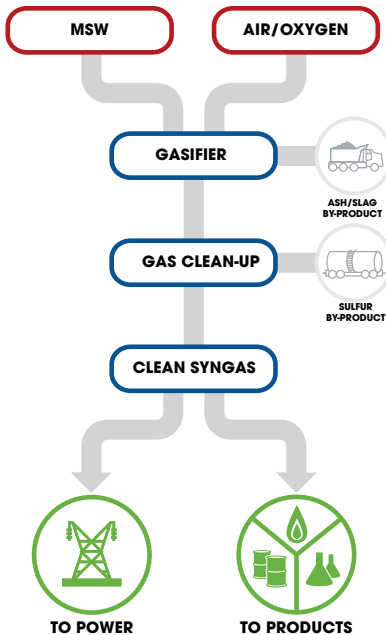 MSW
AIR/OXYGEN
GASIFIER
ASH/SLAG
BY-PRODUCT
GAS CLEAN-UP
SULFUR
BY-PRODUCT
CLEAN SYNGAS
TO POWER
TO PRODUCTS